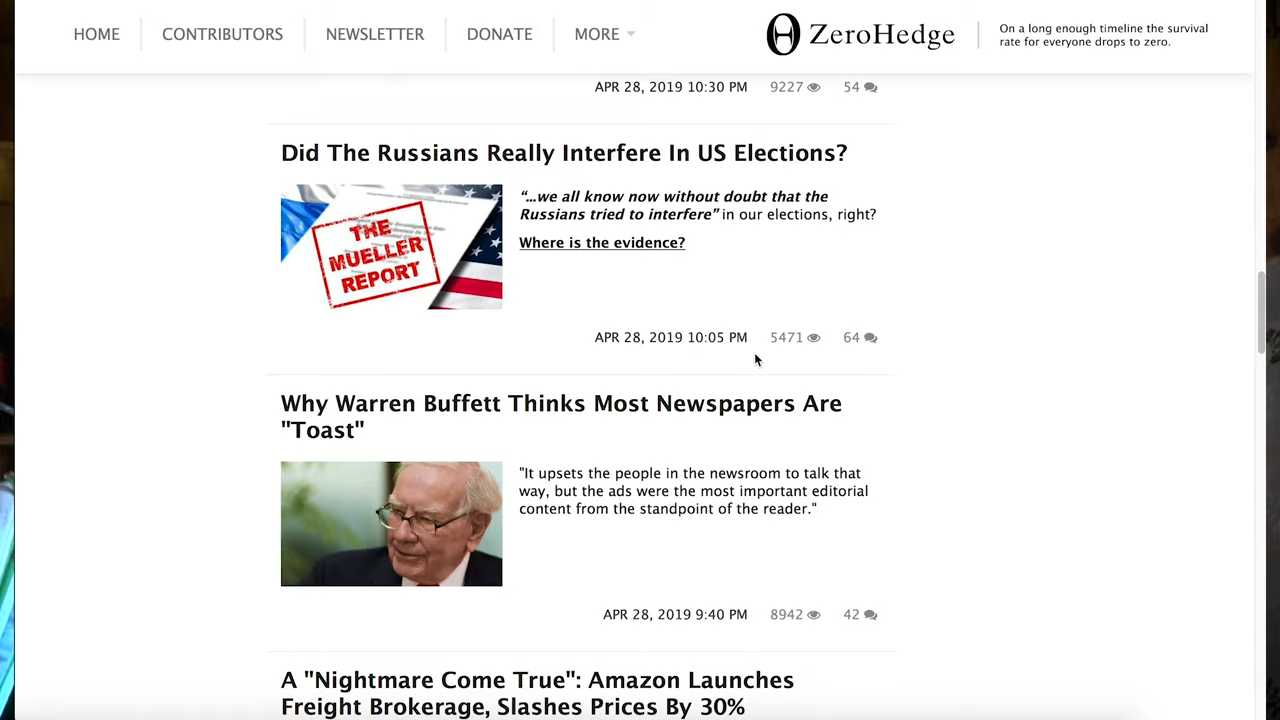 HOME CONTRIBUTORS NEWSLETTER DONATE MORE
ZeroHedge
On a long enough timeline the survival
rate for everyone drops to zero.
APR 28, 2019 10:30 PM 9227 54
Did The Russians Really Interfere In US Elections?
THE
MUELLER
REPORT
“...we all know now without doubt that the
Russians tried to interfere” in our elections, right?
Where is the evidence?
APR 28, 2019 10:05 PM 5471 64
Why Warren Buffett Thinks Most Newspapers Are
"Toast"
"It upsets the people in the newsroom to talk that
way, but the ads were the most important editorial
content from the standpoint of the reader."
APR 28, 2019 9:40 PM 8942 42
A "Nightmare Come True": Amazon Launches
Freight Brokerage, Slashes Prices By 30%